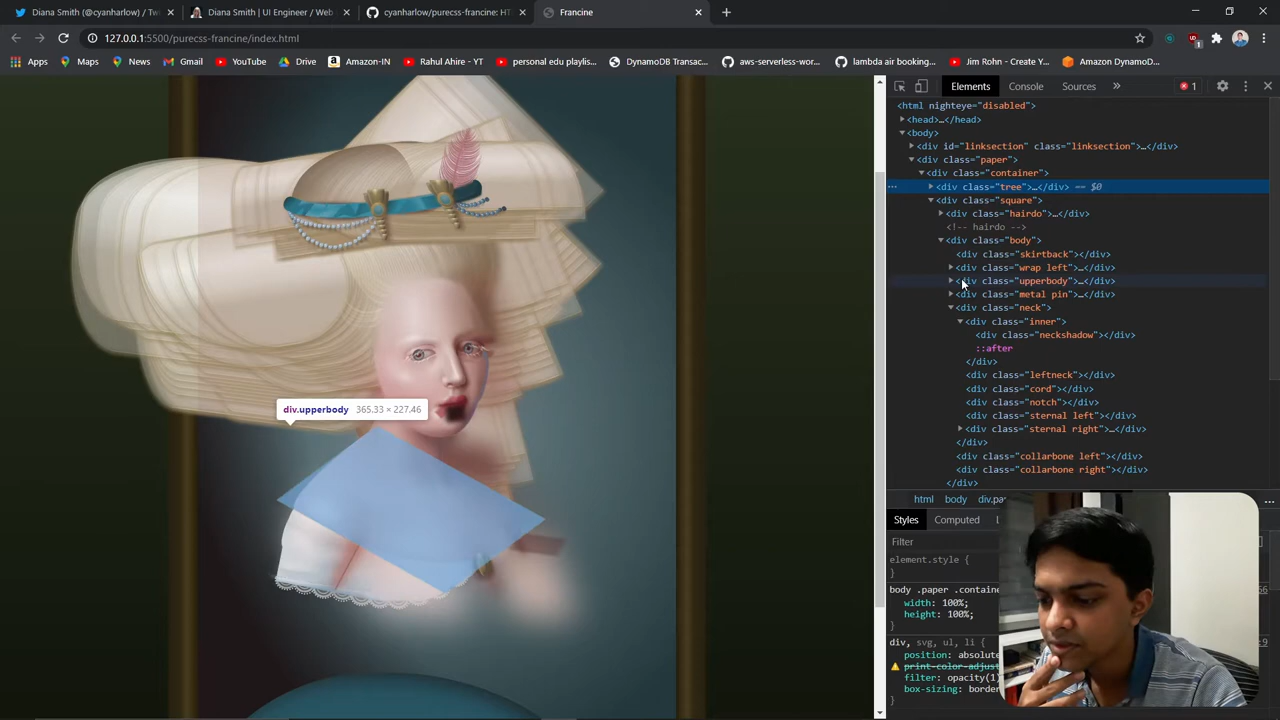 Diana Smith (@cyanharlow) / Tw
Diana Smith | UI Engineer / Web
cyanharlow/purecss-francine: HT
Francine
127.0.0.1:5500/purecss-francine/index.html
Apps
Maps
News
Gmail
YouTube
Drive
Amazon-IN
Rahul Ahire - YT
personal edu playlis...
DynamoDB Transac...
aws-serverless-wor...
lambda air booking...
Jim Rohn - Create Y...
Amazon DynamoD...
Elements Console Sources » 1
<html nighteye="disabled">
<head>…</head>
<body>
<div id="linksection" class="linksection">…</div>
<div class="paper">
<div class="container">
<div class="tree">…</div> == $0
<div class="square">
<div class="hairdo">…</div>
<!-- hairdo -->
<div class="body">
<div class="skirtback"></div>
<div class="wrap left">…</div>
<div class="upperbody">…</div>
<div class="metal pin">…</div>
<div class="neck">
<div class="inner">
<div class="neckshadow"></div>
::after
</div>
<div class="leftneck"></div>
<div class="cord"></div>
<div class="notch"></div>
<div class="sternal left"></div>
<div class="sternal right"></div>
</div>
<div class="collarbone left"></div>
<div class="collarbone right"></div>
</div>
div.upperbody 365.33 × 227.46
html body div.pa ...
Styles Computed L
Filter
element.style {
}
body .paper .containe 56
width: 100%;
height: 100%;
}
div, svg, ul, li { :9
position: absolute
print-color-adjust
filter: opacity(1)
box-sizing: border
}